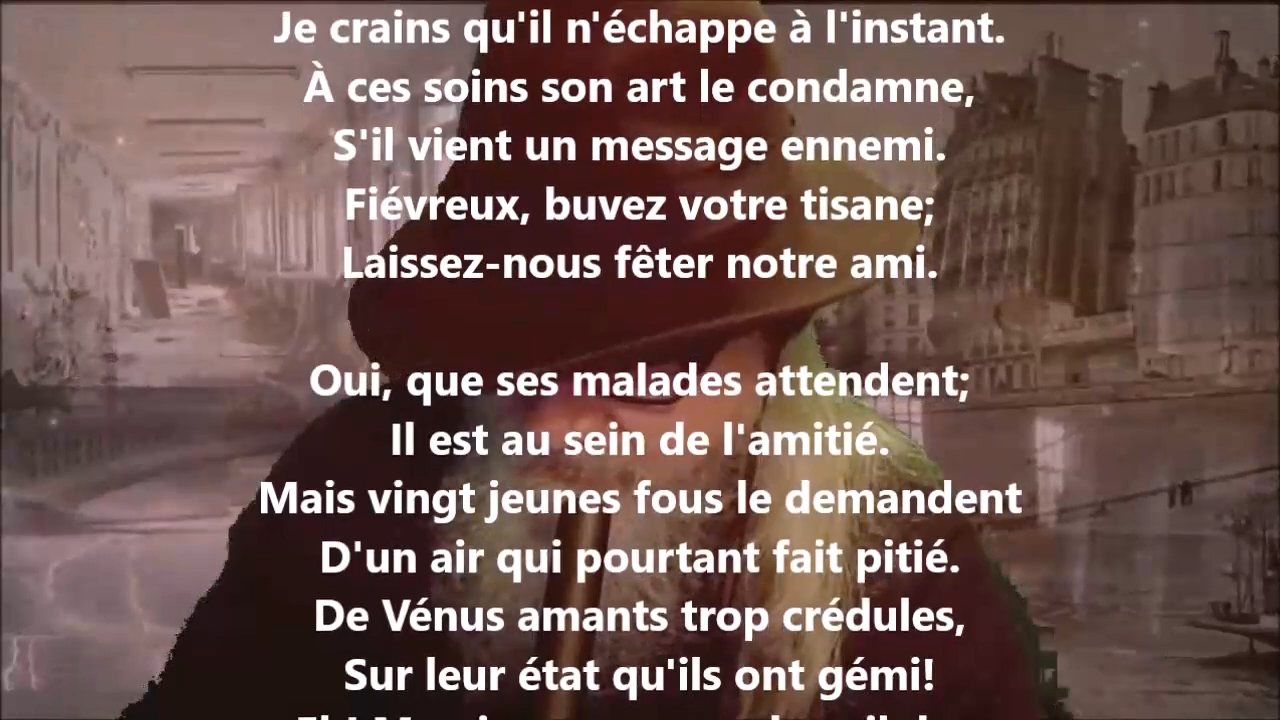 Je crains qu'il n'échappe à l'instant.
À ces soins son art le condamne,
S'il vient un message ennemi.
Fiévreux, buvez votre tisane;
Laissez-nous fêter notre ami.
Oui, que ses malades attendent;
Il est au sein de l'amitié.
Mais vingt jeunes fous le demandent
D'un air qui pourtant fait pitié.
De Vénus amants trop crédules,
Sur leur état qu'ils ont gémi!